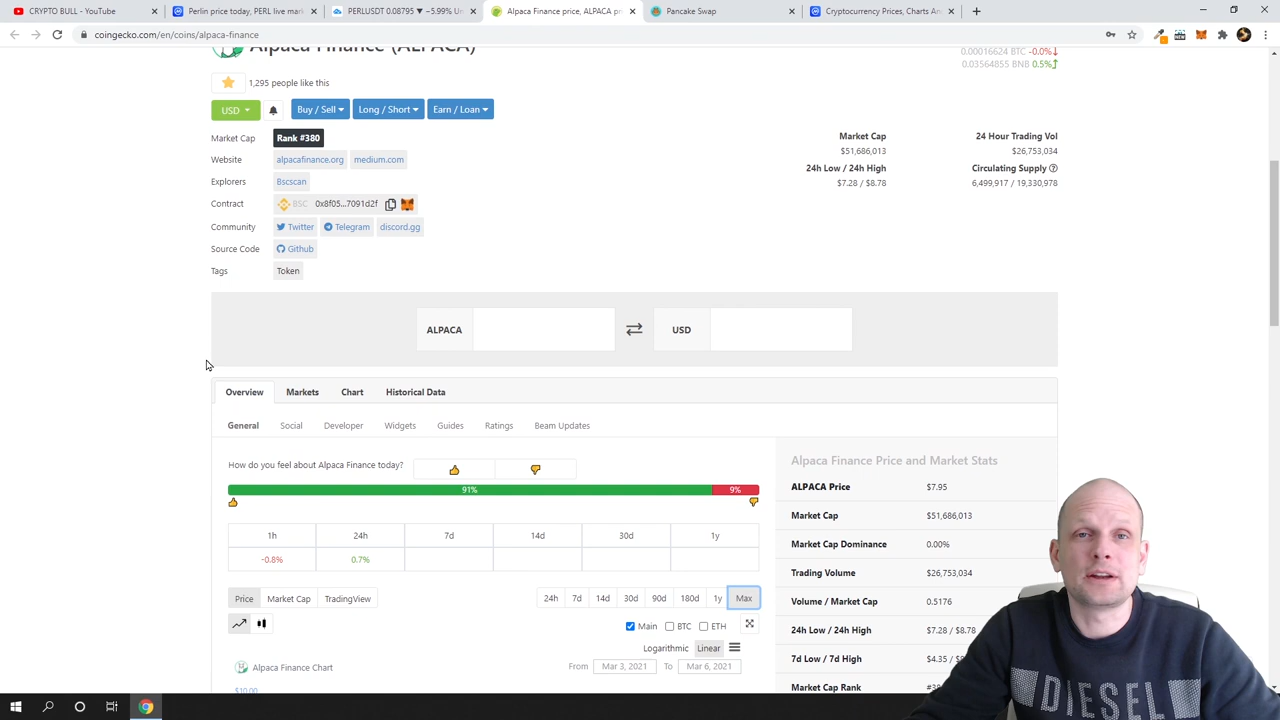 CRYPTO BULL - YouTube
Perlin price today, PERL live mark
PERLUSDT 0.08795 ▼ −5.99% Un
Alpaca Finance price, ALPACA pr
Pancake Swap
Cryptocurrency Prices, Charts An
coingecko.com/en/coins/alpaca-finance
Alpaca Finance (ALPACA)
0.00016624 BTC -0.0%
0.03564855 BNB 0.5%
1,295 people like this
USD
Buy / Sell
Long / Short
Earn / Loan
Market Cap
Rank #380
Market Cap
24 Hour Trading Vol
$51,686,013
$26,753,034
Website
alpacafinance.org
medium.com
24h Low / 24h High
Circulating Supply
Explorers
Bscscan
$7.28 / $8.78
6,499,917 / 19,330,978
Contract
BSC 0x8f05...7091d2f
Community
Twitter
Telegram
discord.gg
Source Code
Github
Tags
Token
ALPACA
USD
Overview
Markets
Chart
Historical Data
General
Social
Developer
Widgets
Guides
Ratings
Beam Updates
How do you feel about Alpaca Finance today?
91%
9%
1h
24h
7d
14d
30d
1y
-0.8%
0.7%
Price
Market Cap
TradingView
24h
7d
14d
30d
90d
180d
1y
Max
Main
BTC
ETH
Logarithmic
Linear
Alpaca Finance Chart
From
Mar 3, 2021
To
Mar 6, 2021
$10.00
Alpaca Finance Price and Market Stats
ALPACA Price
$7.95
Market Cap
$51,686,013
Market Cap Dominance
0.00%
Trading Volume
$26,753,034
Volume / Market Cap
0.5176
24h Low / 24h High
$7.28 / $8.78
7d Low / 7d High
$4.35 /
Market Cap Rank
DIESEL